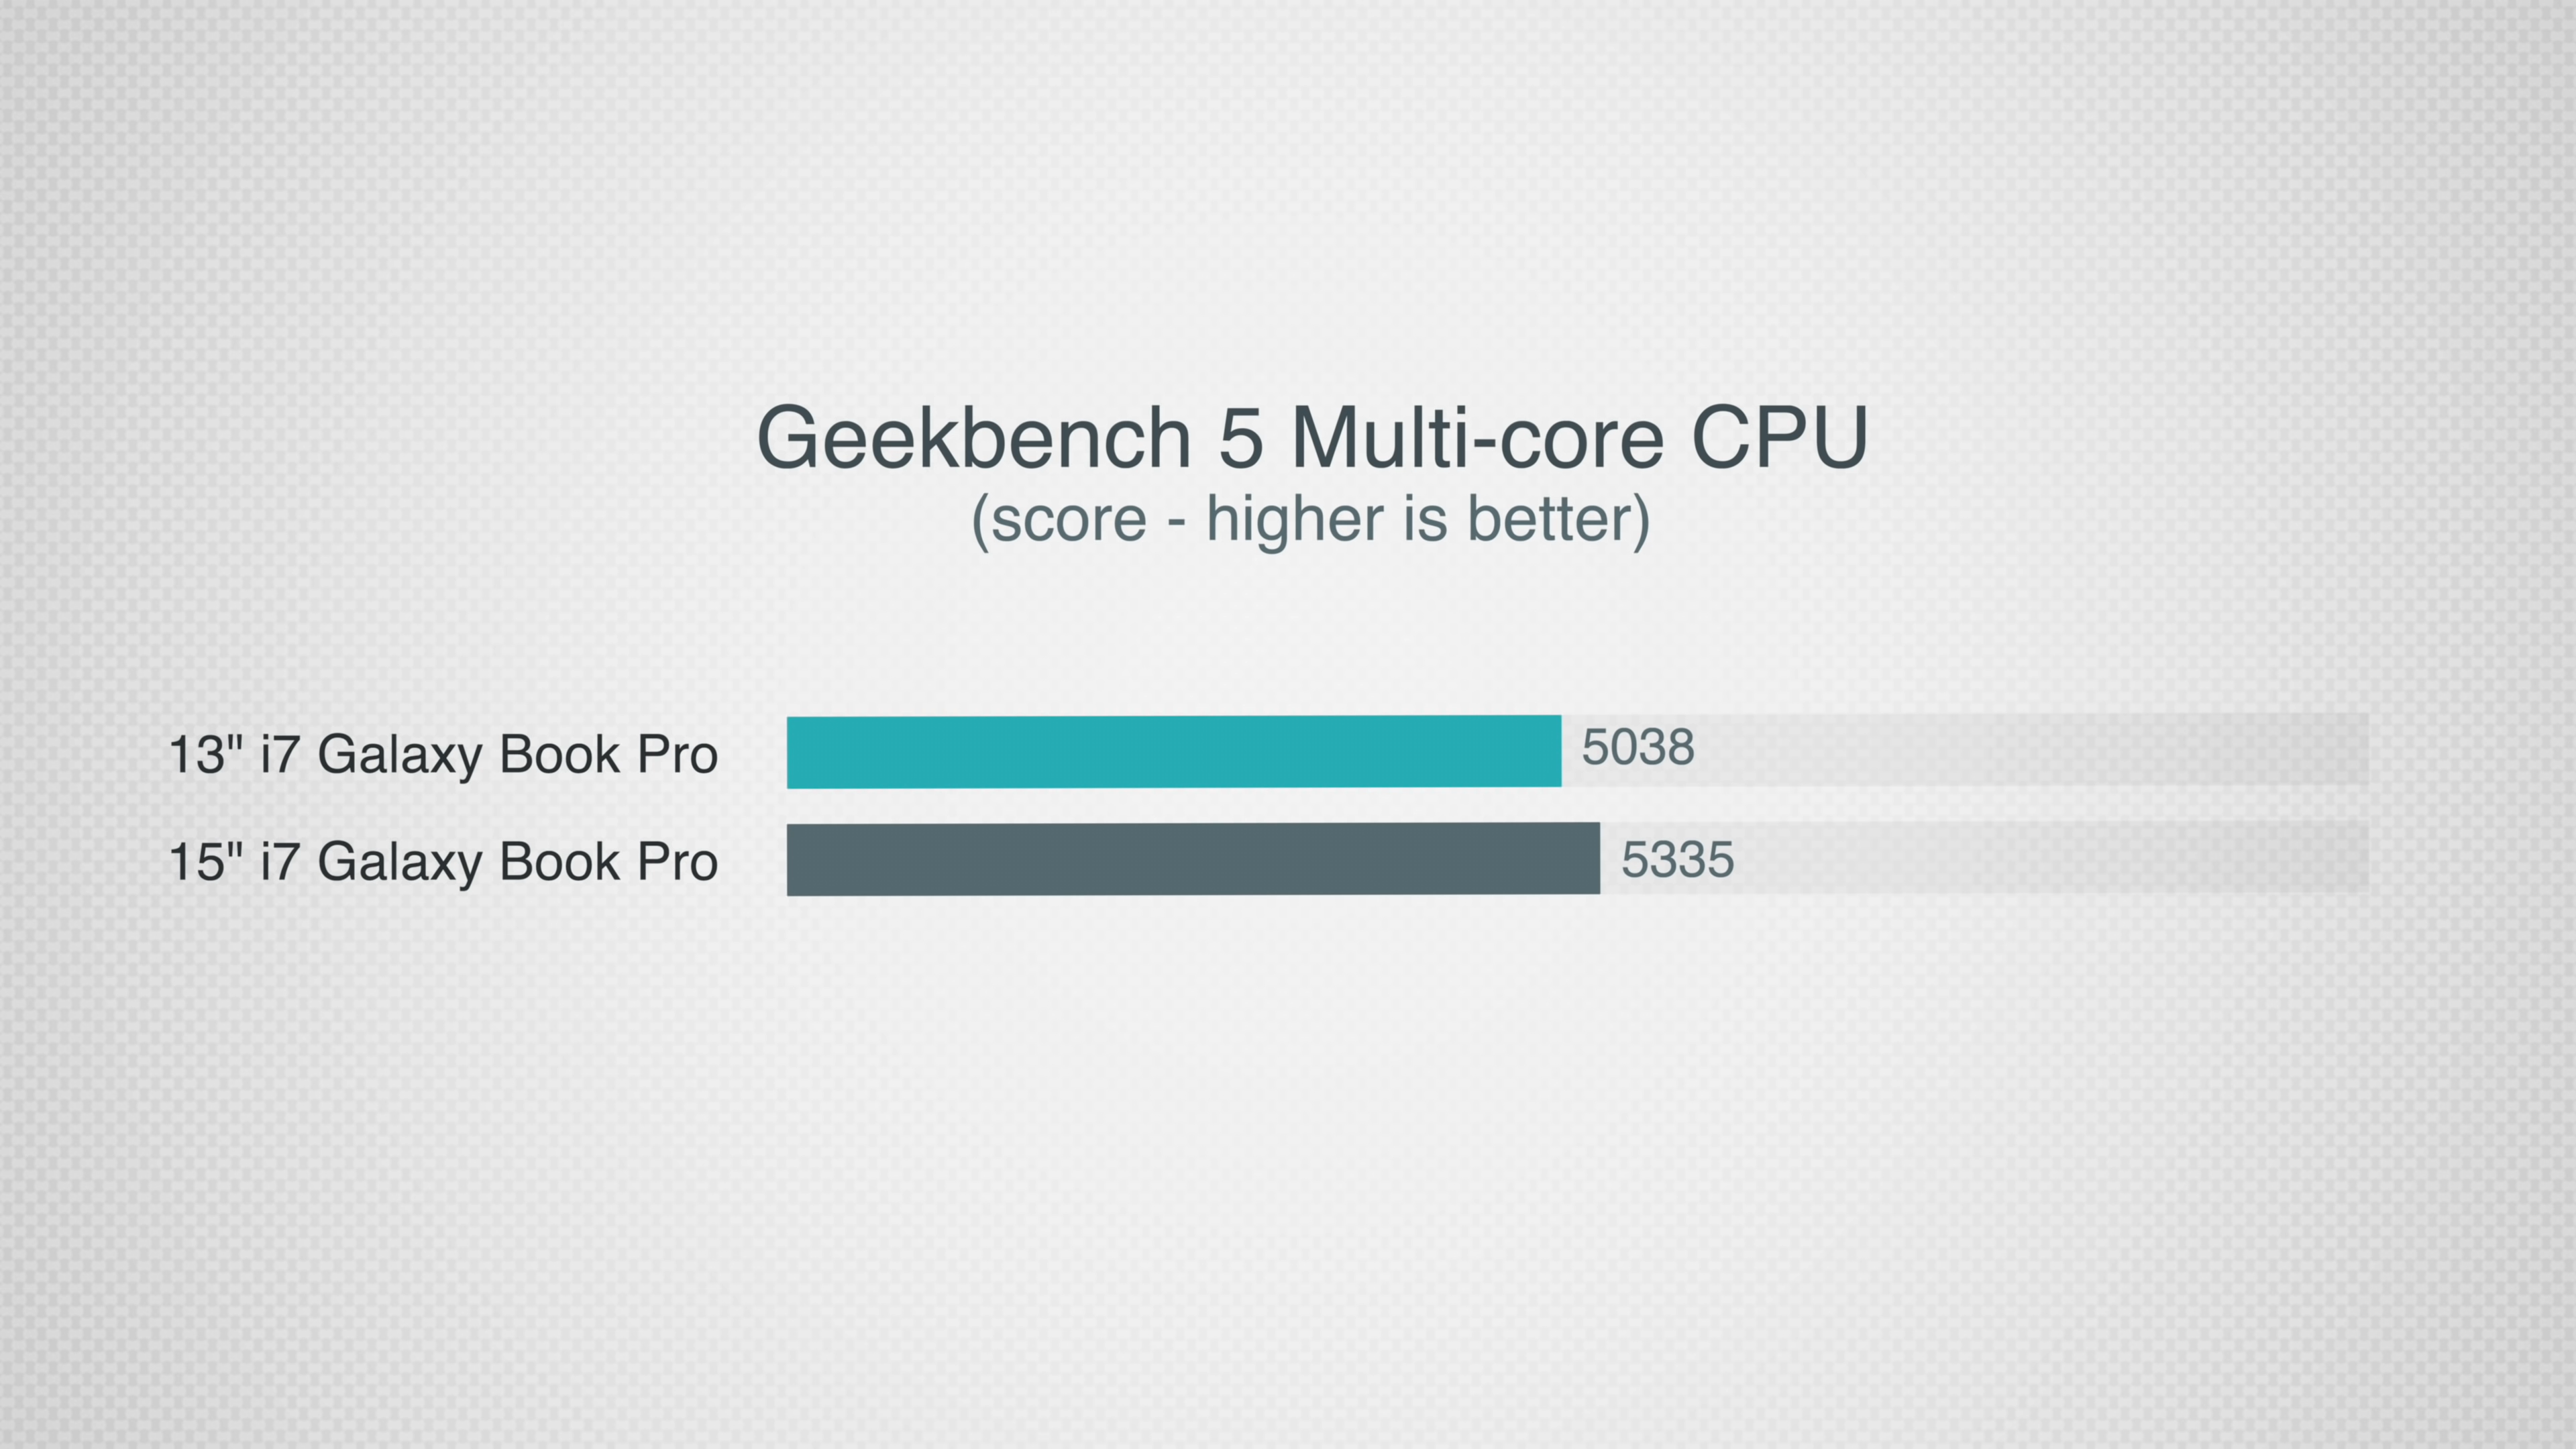 Geekbench 5 Multi-core CPU
(score - higher is better)
13" i7 Galaxy Book Pro 5038
15" i7 Galaxy Book Pro 5335